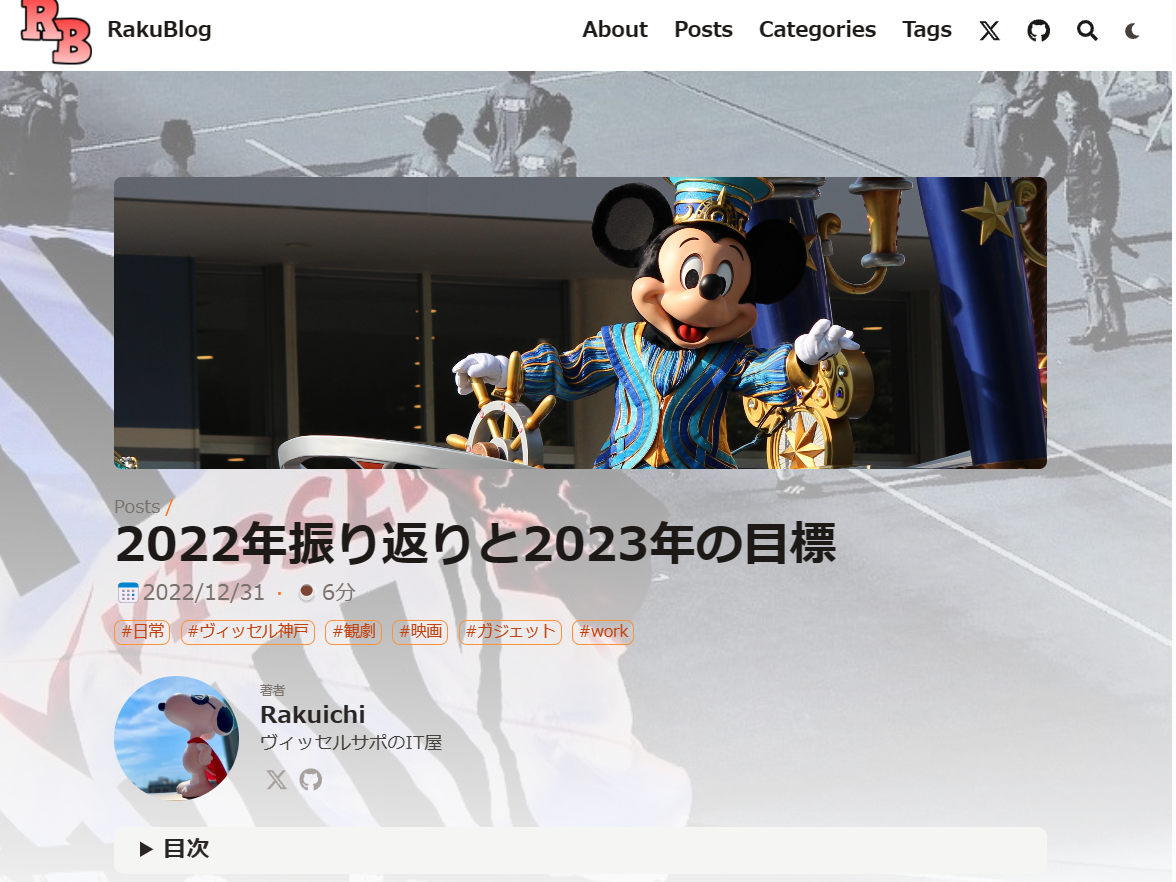 RB
RakuBlog
About Posts Categories Tags
Posts /
2022年振り返りと2023年の目標
2022/12/31 · 6分
#日常 #ヴィッセル神戸 #観劇 #映画 #ガジェット #work
著者
Rakuichi
ヴィッセルサポのIT屋
目次